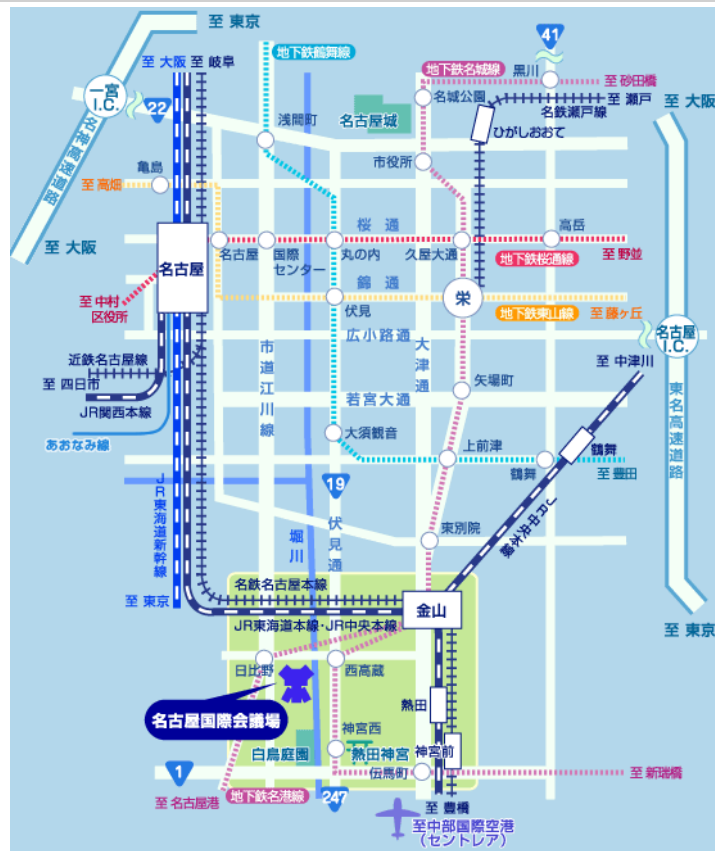 至 東京
41
至 大阪
至 岐阜
地下鉄鶴舞線
地下鉄名城線
黒川
至 砂田橋
一宮
I.C.
22
名城公園
至 瀬戸
至 大阪
名鉄瀬戸線
浅間町
名古屋城
ひがしおおて
名神高速道路
市役所
亀島
至 高畑
桜通
高岳
至 大阪
名古屋
名古屋
国際
センター
丸の内
久屋大通
地下鉄桜通線
至 野並
錦通
栄
至 中村
区役所
伏見
地下鉄東山線
至 藤ヶ丘
広小路通
名古屋
I.C.
近鉄名古屋線
市道江川線
大津通
至 中津川
至 四日市
矢場町
JR関西本線
若宮大通
東名高速道路
あおなみ線
大須観音
上前津
鶴舞
鶴舞
至 豊田
JR東海道新幹線
19
堀川
伏見通
JR中央本線
東別院
名鉄名古屋本線
至 東京
金山
JR東海道本線・JR中央本線
至 東京
日比野
西高蔵
熱田
名古屋国際会議場
神宮西
白鳥庭園
熱田神宮
神宮前
1
伝馬町
至 新瑞橋
至 名古屋港
地下鉄名港線
247
至 豊橋
至中部国際空港
(セントレア)